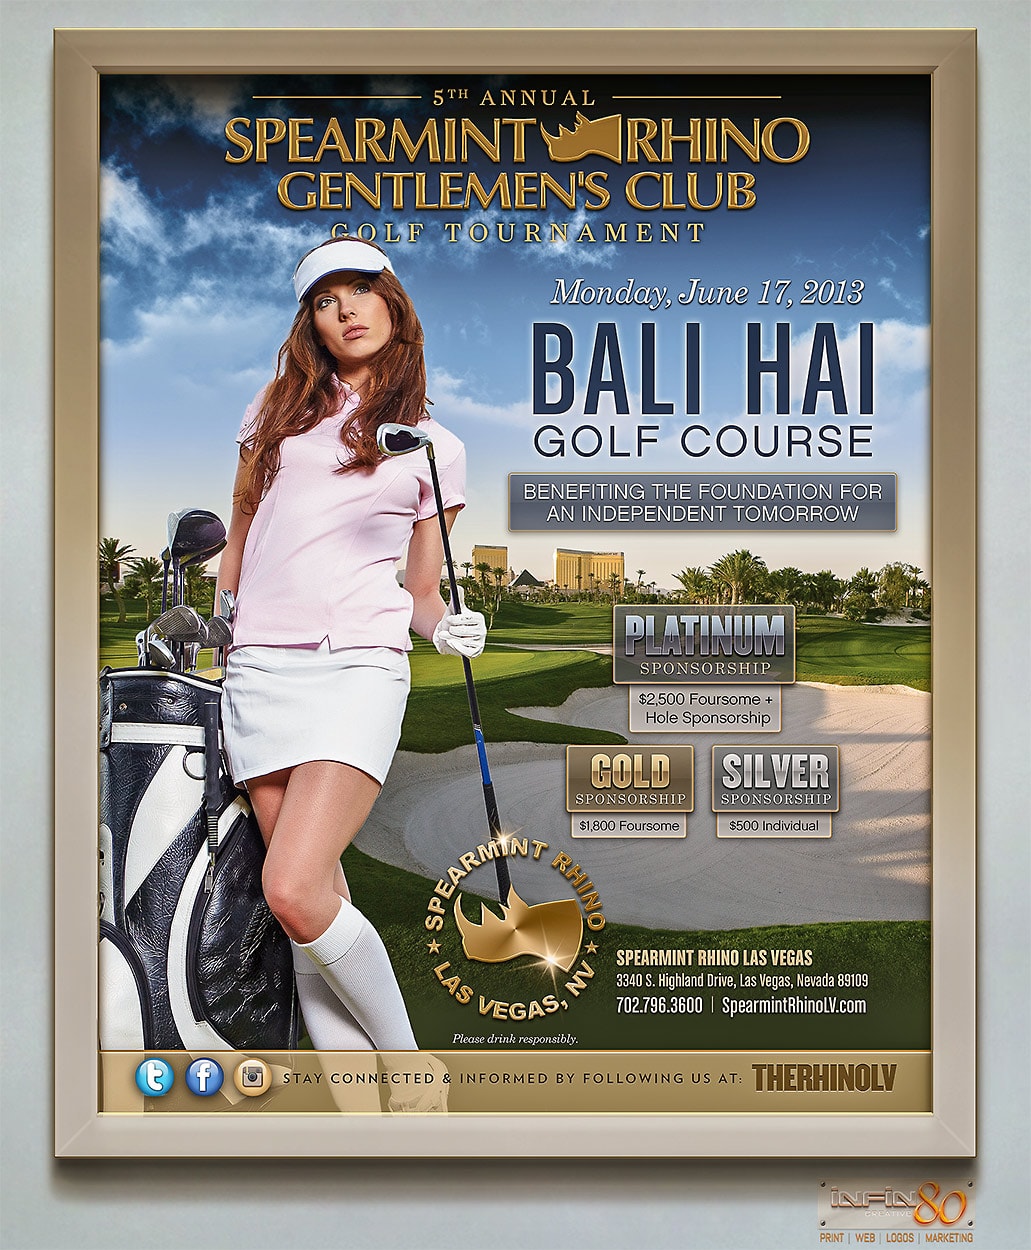 5TH ANNUAL
SPEARMINT RHINO
GENTLEMEN'S CLUB
GOLF TOURNAMENT
Monday, June 17, 2013
BALI HAI
GOLF COURSE
BENEFITING THE FOUNDATION FOR
AN INDEPENDENT TOMORROW
PLATINUM
SPONSORSHIP
$2,500 Foursome +
Hole Sponsorship
GOLD
SPONSORSHIP
$1,800 Foursome
SILVER
SPONSORSHIP
$500 Individual
SPEARMINT RHINO
LAS VEGAS, NV
SPEARMINT RHINO LAS VEGAS
3340 S. Highland Drive, Las Vegas, Nevada 89109
702.796.3600 | SpearmintRhinoLV.com
Please drink responsibly.
STAY CONNECTED & INFORMED BY FOLLOWING US AT: THERHINOLV
INFIN80
CREATIVE
PRINT | WEB | LOGOS | MARKETING